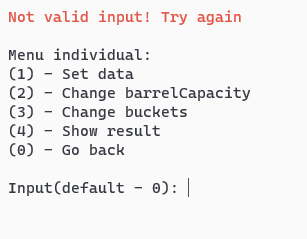 Not valid input! Try again
Menu individual:
(1) - Set data
(2) - Change barrelCapacity
(3) - Change buckets
(4) - Show result
(0) - Go back
Input(default - 0):